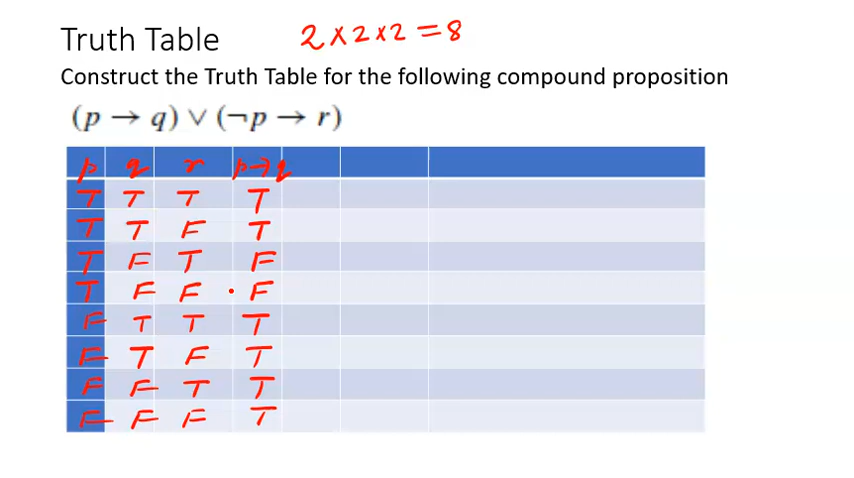 Truth Table 2 × 2 × 2 = 8
Construct the Truth Table for the following compound proposition
(p → q) ∨ (¬p → r)
p q r p→q
T T T T
T T F T
T F T F
T F F F
F T T T
F T F T
F F T T
F F F T